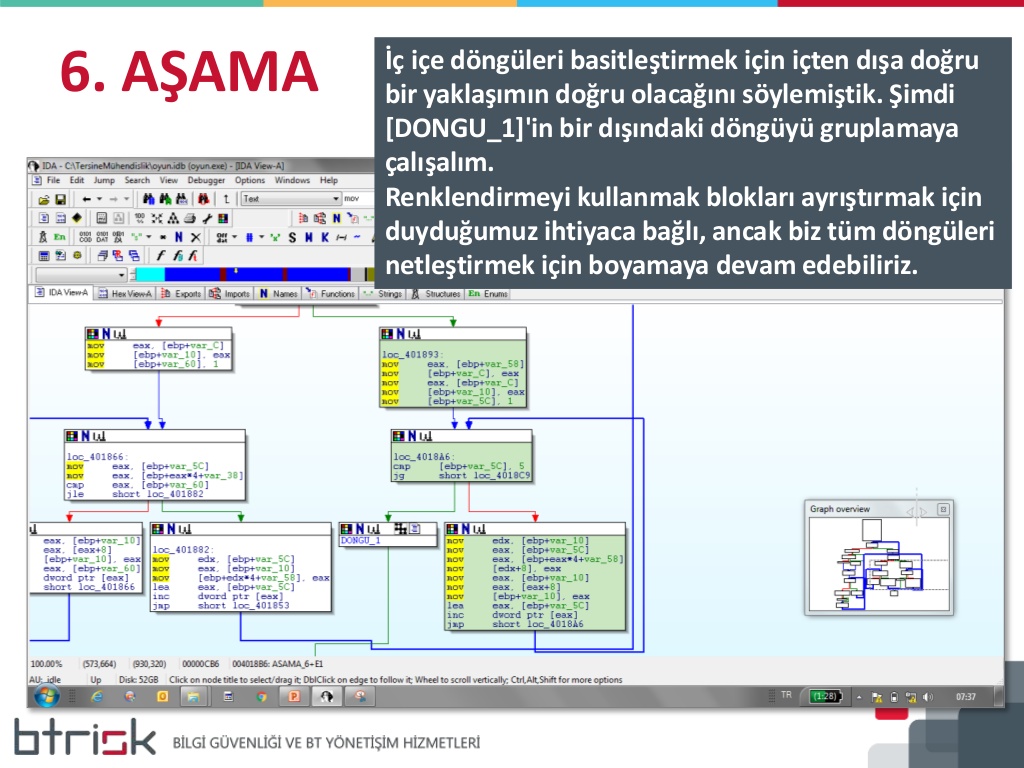 6. AŞAMA
İç içe döngüleri basitleştirmek için içten dışa doğru
bir yaklaşımın doğru olacağını söylemiştik. Şimdi
[DONGU_1]'in bir dışındaki döngüyü gruplamaya
çalışalım.
Renklendirmeyi kullanmak blokları ayrıştırmak için
duyduğumuz ihtiyaca bağlı, ancak biz tüm döngüleri
netleştirmek için boyamaya devam edebiliriz.
IDA - C:\TersineMühendislik\oyun.idb (oyun.exe) - [IDA View-A]
File Edit Jump Search View Debugger Options Windows Help
Text mov
IDA View-A Hex View-A Exports Imports Names Functions Strings Structures Enums
mov eax, [ebp+var_C]
mov [ebp+var_10], eax
mov [ebp+var_60], 1
loc_401893:
mov eax, [ebp+var_58]
mov [ebp+var_C], eax
mov eax, [ebp+var_C]
mov [ebp+var_10], eax
mov [ebp+var_5C], 1
loc_401866:
mov eax, [ebp+var_5C]
mov eax, [ebp+eax*4+var_38]
cmp eax, [ebp+var_60]
jle short loc_401882
loc_4018A6:
cmp [ebp+var_5C], 5
jg short loc_4018C9
eax, [ebp+var_10]
eax, [eax+8]
[ebp+var_10], eax
eax, [ebp+var_60]
dword ptr [eax]
short loc_401866
loc_401882:
mov edx, [ebp+var_5C]
mov eax, [ebp+var_10]
mov [ebp+edx*4+var_58], eax
lea eax, [ebp+var_5C]
inc dword ptr [eax]
jmp short loc_401853
DONGU_1
mov edx, [ebp+var_10]
mov eax, [ebp+var_5C]
mov eax, [ebp+eax*4+var_58]
mov [edx+8], eax
mov eax, [ebp+var_10]
mov eax, [eax+8]
mov [ebp+var_10], eax
lea eax, [ebp+var_5C]
inc dword ptr [eax]
jmp short loc_4018A6
Graph overview
100.00% (573,664) (930,320) 00000CB6 004018B6: ASAMA_6+E1
AU: idle Up Disk: 52GB Click on node title to select/drag it; DblClick on edge to follow it; Wheel to scroll vertically; Ctrl,Alt,Shift for more options
TR (1:28) 07:37
btrisk BİLGİ GÜVENLİĞİ VE BT YÖNETİŞİM HİZMETLERİ